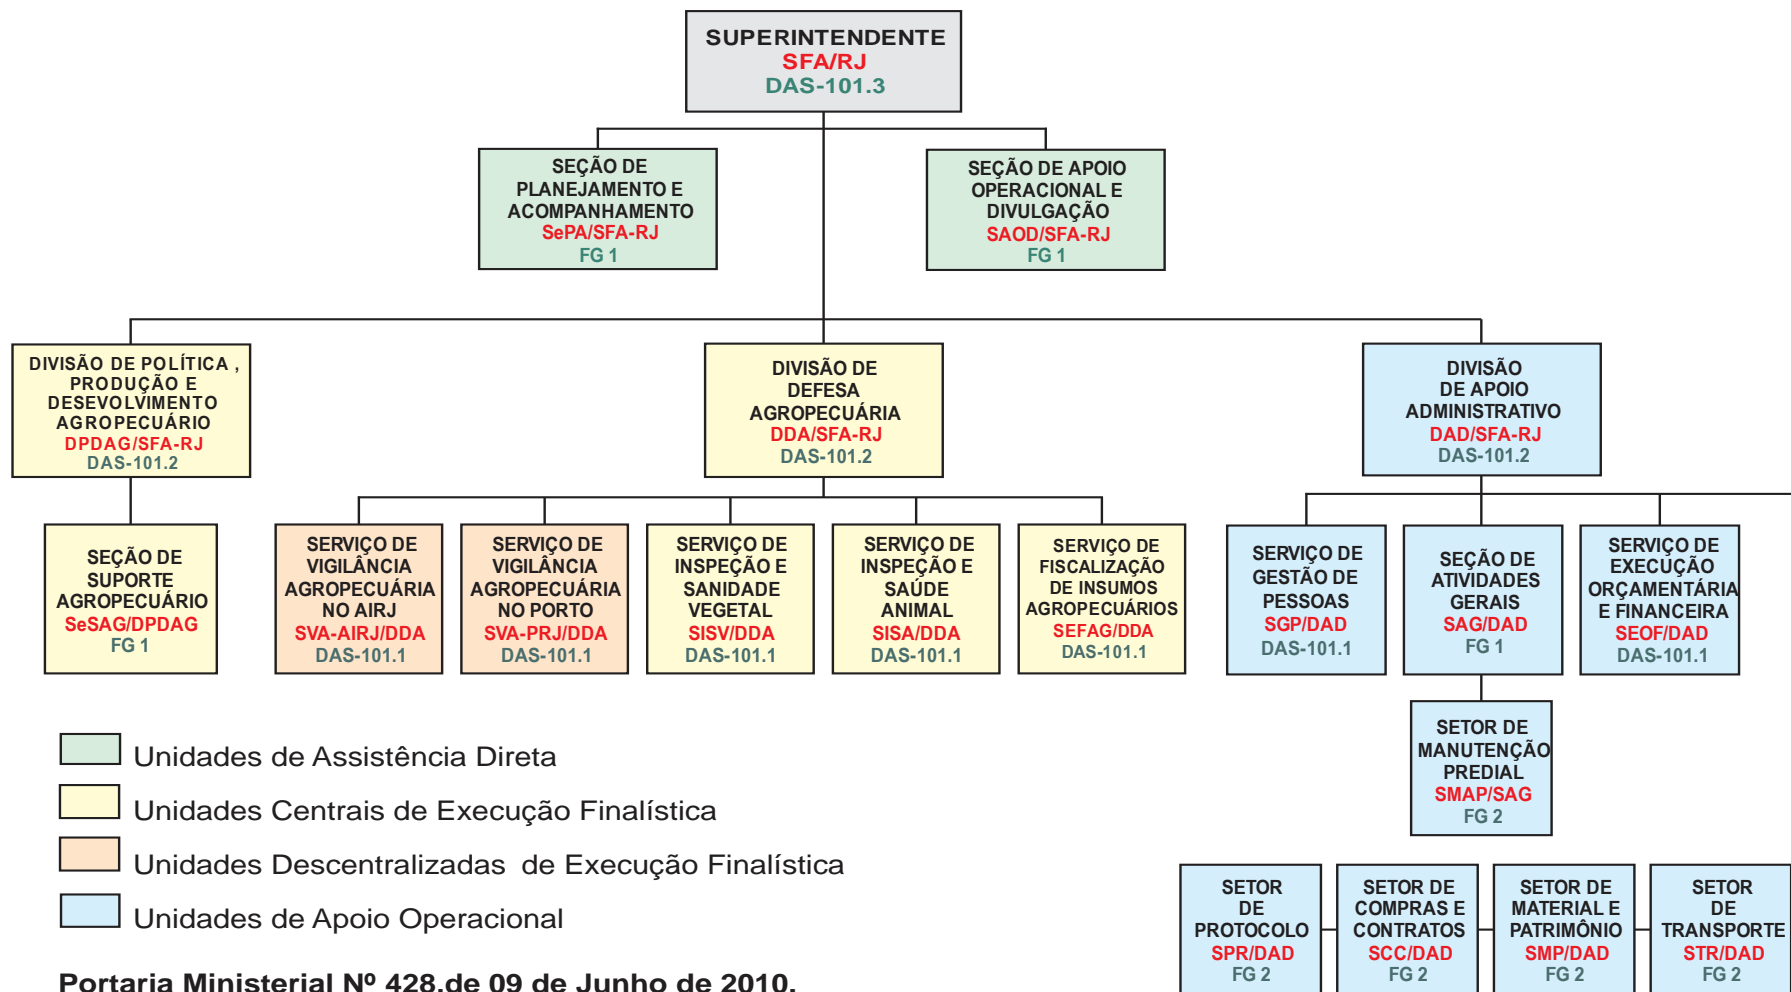 SUPERINTENDENTE
SFA/RJ
DAS-101.3
SEÇÃO DE
PLANEJAMENTO E
ACOMPANHAMENTO
SePA/SFA-RJ
FG 1
SEÇÃO DE APOIO
OPERACIONAL E
DIVULGAÇÃO
SAOD/SFA-RJ
FG 1
DIVISÃO DE POLÍTICA ,
PRODUÇÃO E
DESEVOLVIMENTO
AGROPECUÁRIO
DPDAG/SFA-RJ
DAS-101.2
DIVISÃO DE
DEFESA
AGROPECUÁRIA
DDA/SFA-RJ
DAS-101.2
DIVISÃO
DE APOIO
ADMINISTRATIVO
DAD/SFA-RJ
DAS-101.2
SEÇÃO DE
SUPORTE
AGROPECUÁRIO
SeSAG/DPDAG
FG 1
SERVIÇO DE
VIGILÂNCIA
AGROPECUÁRIA
NO AIRJ
SVA-AIRJ/DDA
DAS-101.1
SERVIÇO DE
VIGILÂNCIA
AGROPECUÁRIA
NO PORTO
SVA-PRJ/DDA
DAS-101.1
SERVIÇO DE
INSPEÇÃO E
SANIDADE
VEGETAL
SISV/DDA
DAS-101.1
SERVIÇO DE
INSPEÇÃO E
SAÚDE
ANIMAL
SISA/DDA
DAS-101.1
SERVIÇO DE
FISCALIZAÇÃO
DE INSUMOS
AGROPECUÁRIOS
SEFAG/DDA
DAS-101.1
SERVIÇO DE
GESTÃO DE
PESSOAS
SGP/DAD
DAS-101.1
SEÇÃO DE
ATIVIDADES
GERAIS
SAG/DAD
FG 1
SERVIÇO DE
EXECUÇÃO
ORÇAMENTÁRIA
E FINANCEIRA
SEOF/DAD
DAS-101.1
SETOR DE
MANUTENÇÃO
PREDIAL
SMAP/SAG
FG 2
Unidades de Assistência Direta
Unidades Centrais de Execução Finalística
Unidades Descentralizadas de Execução Finalística
Unidades de Apoio Operacional
SETOR
DE
PROTOCOLO
SPR/DAD
FG 2
SETOR DE
COMPRAS E
CONTRATOS
SCC/DAD
FG 2
SETOR DE
MATERIAL E
PATRIMÔNIO
SMP/DAD
FG 2
SETOR
DE
TRANSPORTE
STR/DAD
FG 2
Portaria Ministerial Nº 428,de 09 de Junho de 2010.